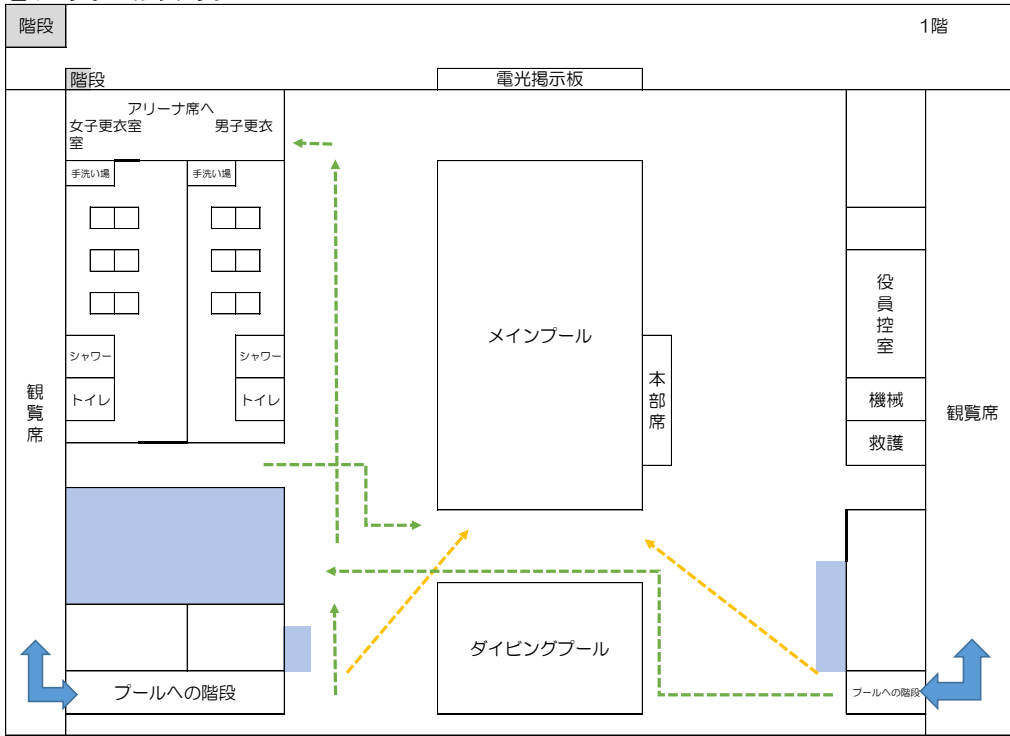 階段
1階
階段
電光掲示板
アリーナ席へ
女子更衣室
男子更衣
手洗い場
手洗い場
役員控室
メインプール
シャワー
シャワー
本部席
観覧席
トイレ
トイレ
機械
観覧席
救護
ダイビングプール
プールへの階段
プールへの階段